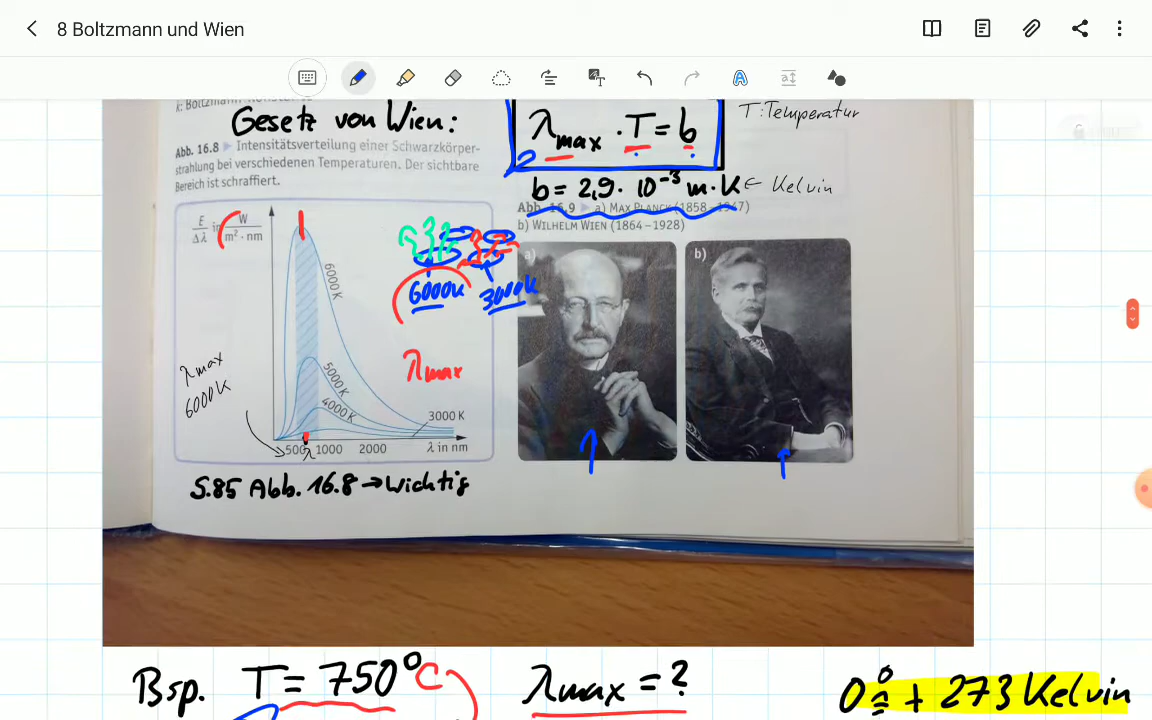 8 Boltzmann und Wien
k: Boltzmann
Gesetz von Wien:
λmax · T = b
T: Temperatur
b = 2,9 · 10⁻³ m·K ← Kelvin
Abb. 16.8 ▶ Intensitätsverteilung einer Schwarzkörper-
strahlung bei verschiedenen Temperaturen. Der sichtbare
Bereich ist schraffiert.
Abb. 16.9 ▶ a) MAX PLANCK (1858–1947)
b) WILHELM WIEN (1864–1928)
E/Δλ in W/m² · nm
6000 K
5000 K
4000 K
3000 K
500 1000 2000 λ in nm
λ
6000K 3000K
λmax
λmax
6000K
a)
b)
S.85 Abb. 16.8 → Wichtig
Bsp. T = 750°C λmax = ?
0° ≙ + 273 Kelvin